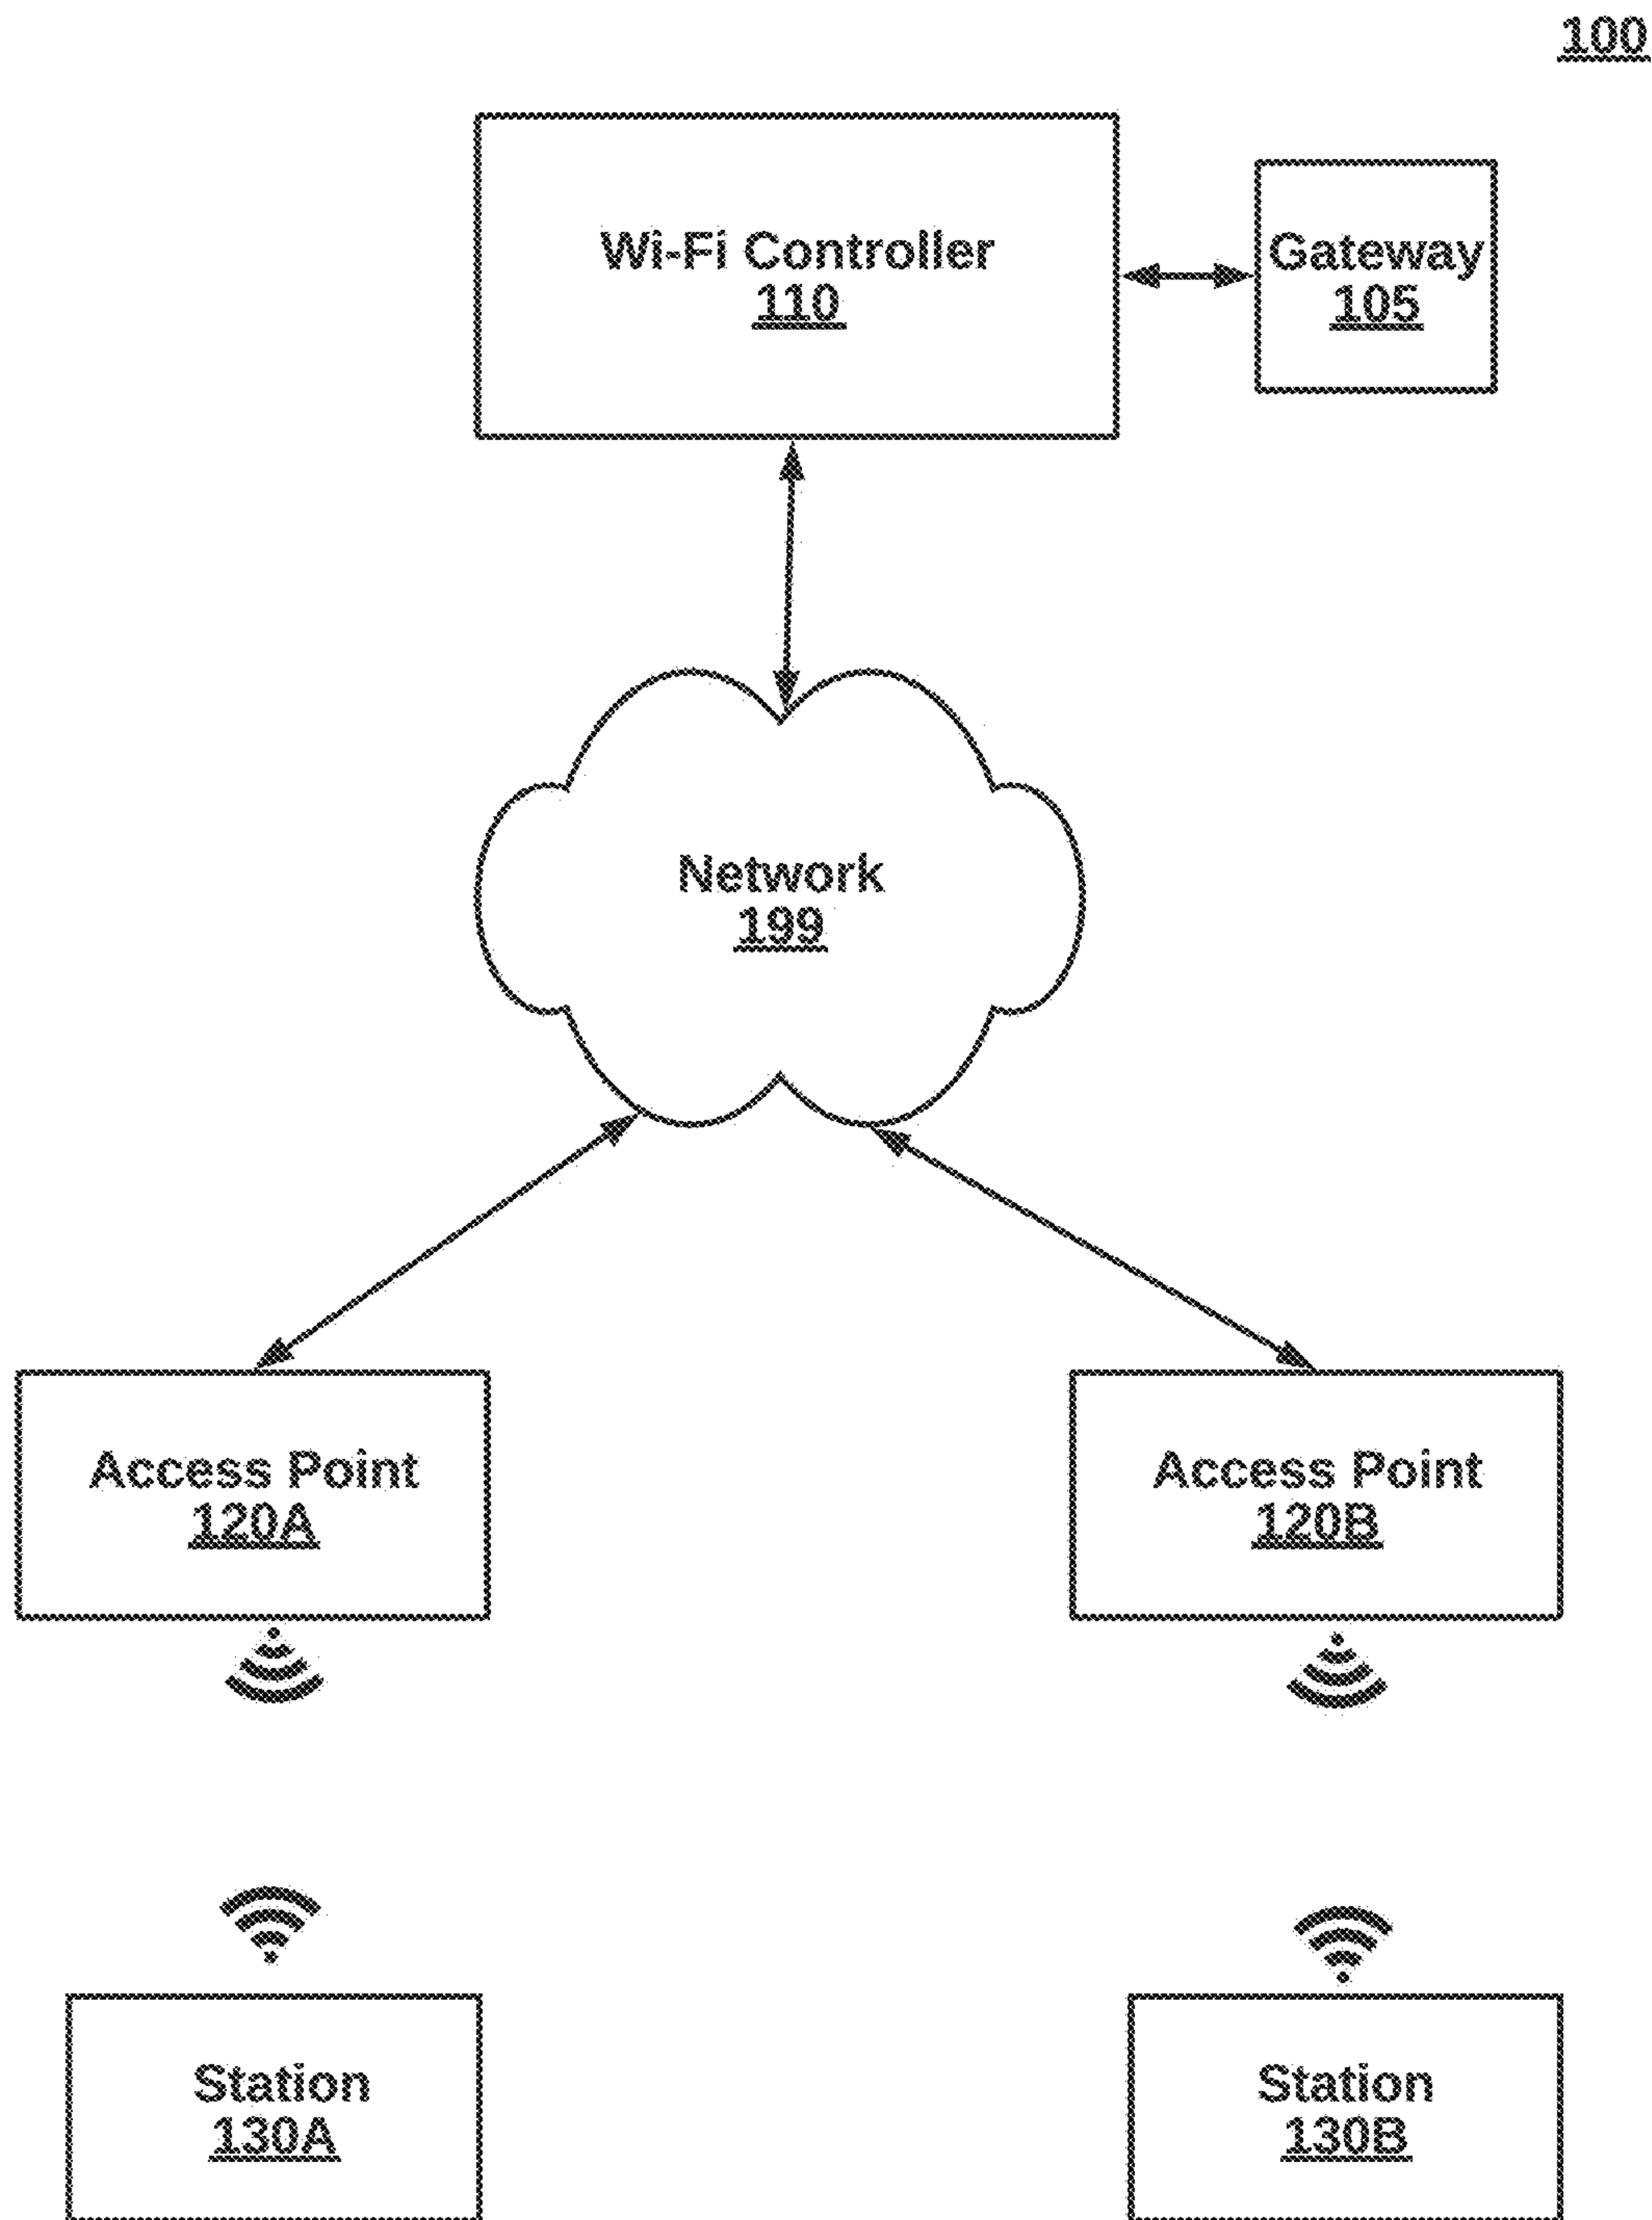 100
Wi-Fi Controller
110
Gateway
105
Network
199
Access Point
120A
Access Point
120B
Station
130A
Station
130B